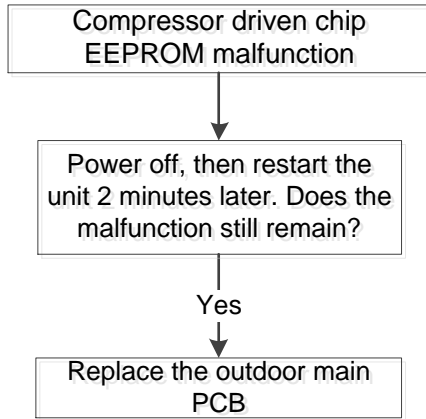 Compressor driven chip
EEPROM malfunction
Power off, then restart the
unit 2 minutes later. Does the
malfunction still remain?
Yes
Replace the outdoor main
PCB